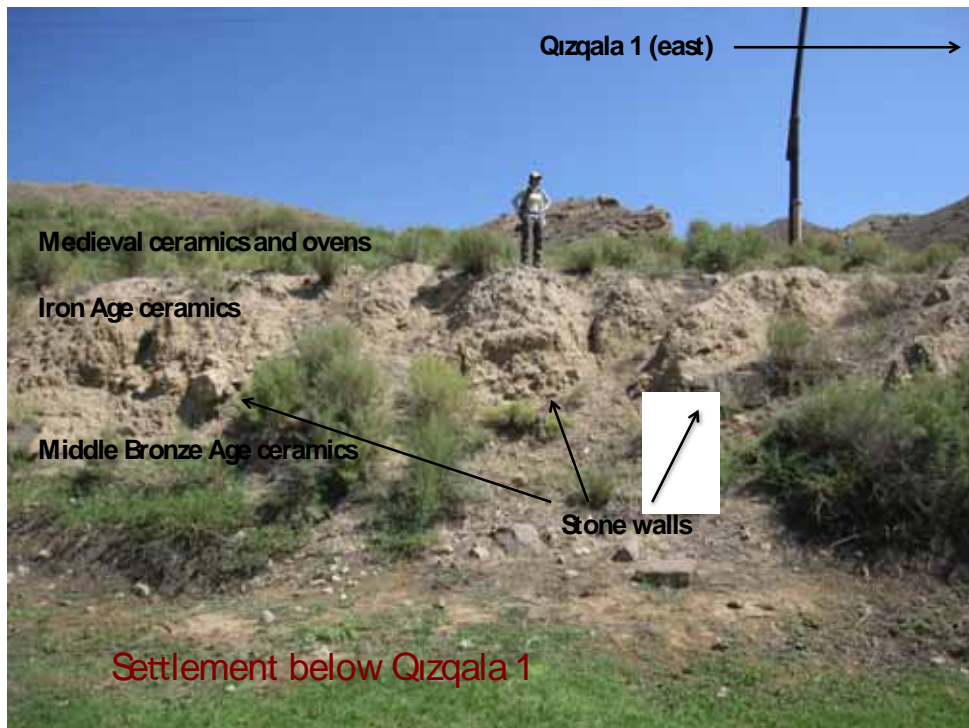 Qızqala 1 (east)
Medieval ceramics and ovens
Iron Age ceramics
Middle Bronze Age ceramics
Stone walls
Settlement below Qızqala 1